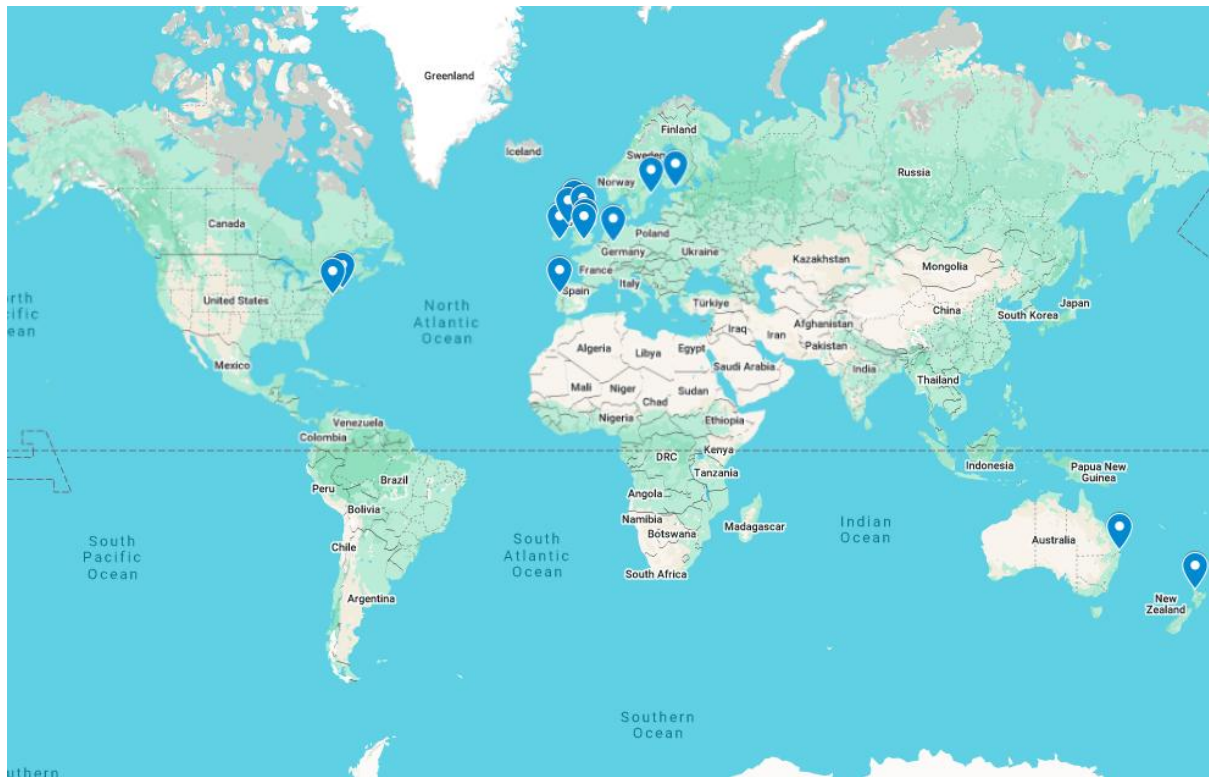 Greenland
Finland
Iceland
Sweden
Norway
Russia
Canada
Poland
Germany
Ukraine
France
Kazakhstan
Mongolia
Italy
Spain
United States
North
Atlantic
Ocean
Türkiye
Japan
China
South Korea
Iraq
Iran
Afghanistan
Pakistan
Algeria
Libya
Egypt
Mexico
Saudi Arabia
India
Thailand
Mali
Niger
Sudan
Chad
Nigeria
Ethiopia
Venezuela
Colombia
DRC
Kenya
Tanzania
Indonesia
Papua New
Guinea
Peru
Brazil
Angola
Bolivia
Namibia
Botswana
Madagascar
South
Pacific
Ocean
Chile
South
Atlantic
Ocean
Indian
Ocean
Australia
South Africa
Argentina
New
Zealand
Southern
Ocean